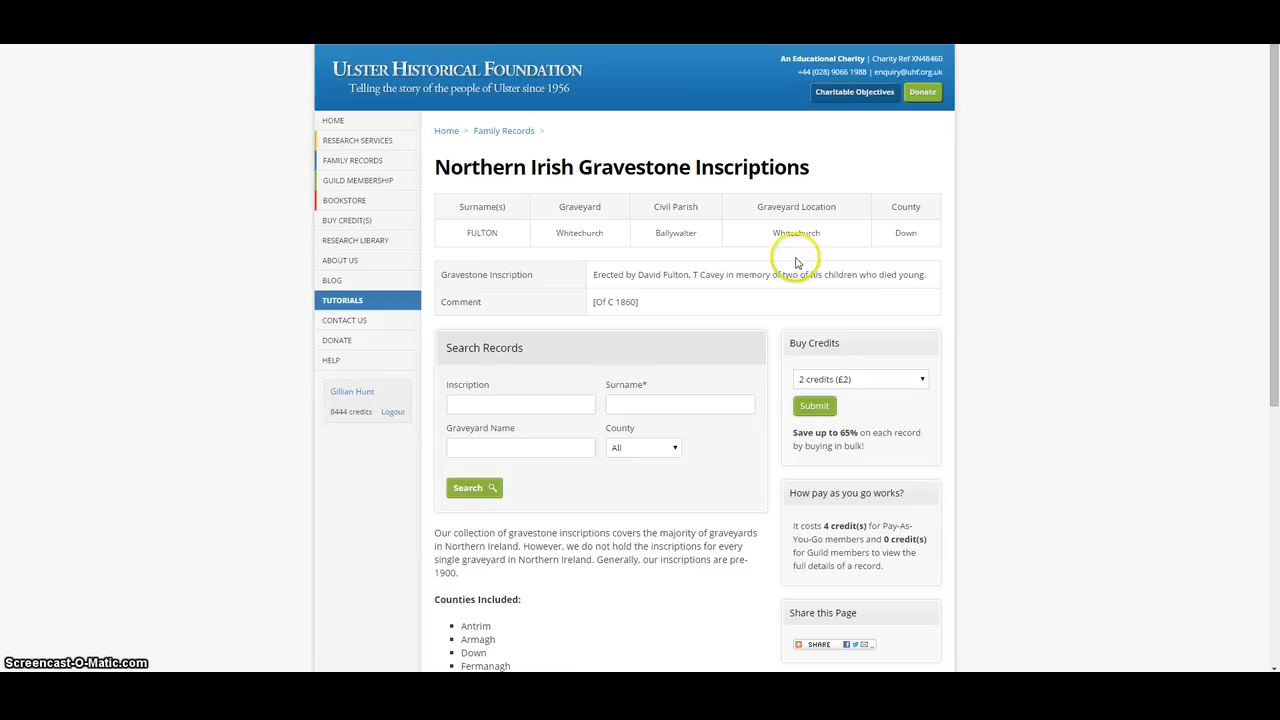 ULSTER HISTORICAL FOUNDATION
Telling the story of the people of Ulster since 1956
An Educational Charity | Charity Ref XN48460
+44 (028) 9066 1988 | enquiry@uhf.org.uk
Charitable Objectives
Donate
HOME
RESEARCH SERVICES
FAMILY RECORDS
GUILD MEMBERSHIP
BOOKSTORE
BUY CREDIT(S)
RESEARCH LIBRARY
ABOUT US
BLOG
TUTORIALS
CONTACT US
DONATE
HELP
Gillian Hunt
8444 credits Logout
Home > Family Records >
Northern Irish Gravestone Inscriptions
Surname(s) Graveyard Civil Parish Graveyard Location County
FULTON Whitechurch Ballywalter Whitechurch Down
Gravestone Inscription Erected by David Fulton, T Cavey in memory of two of his children who died young.
Comment [Of C 1860]
Search Records
Inscription Surname*
Graveyard Name County
All
Search
Our collection of gravestone inscriptions covers the majority of graveyards
in Northern Ireland. However, we do not hold the inscriptions for every
single graveyard in Northern Ireland. Generally, our inscriptions are pre-
1900.
Counties Included:
Antrim
Armagh
Down
Fermanagh
Buy Credits
2 credits (£2)
Submit
Save up to 65% on each record
by buying in bulk!
How pay as you go works?
It costs 4 credit(s) for Pay-As-
You-Go members and 0 credit(s)
for Guild members to view the
full details of a record.
Share this Page
SHARE
Screencast-O-Matic.com